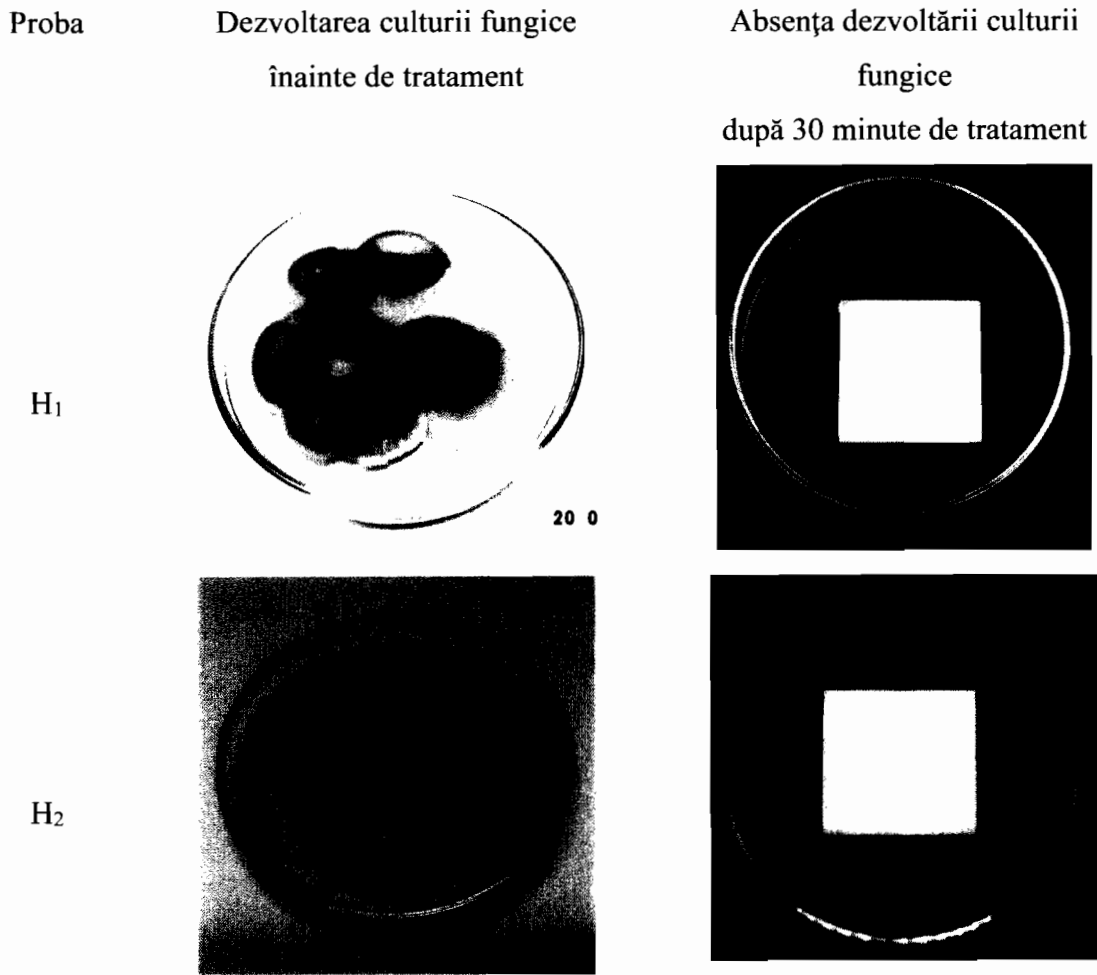 Proba
Dezvoltarea culturii fungice
înainte de tratament
Absența dezvoltării culturii
fungice
după 30 minute de tratament
H1
20 0
H2